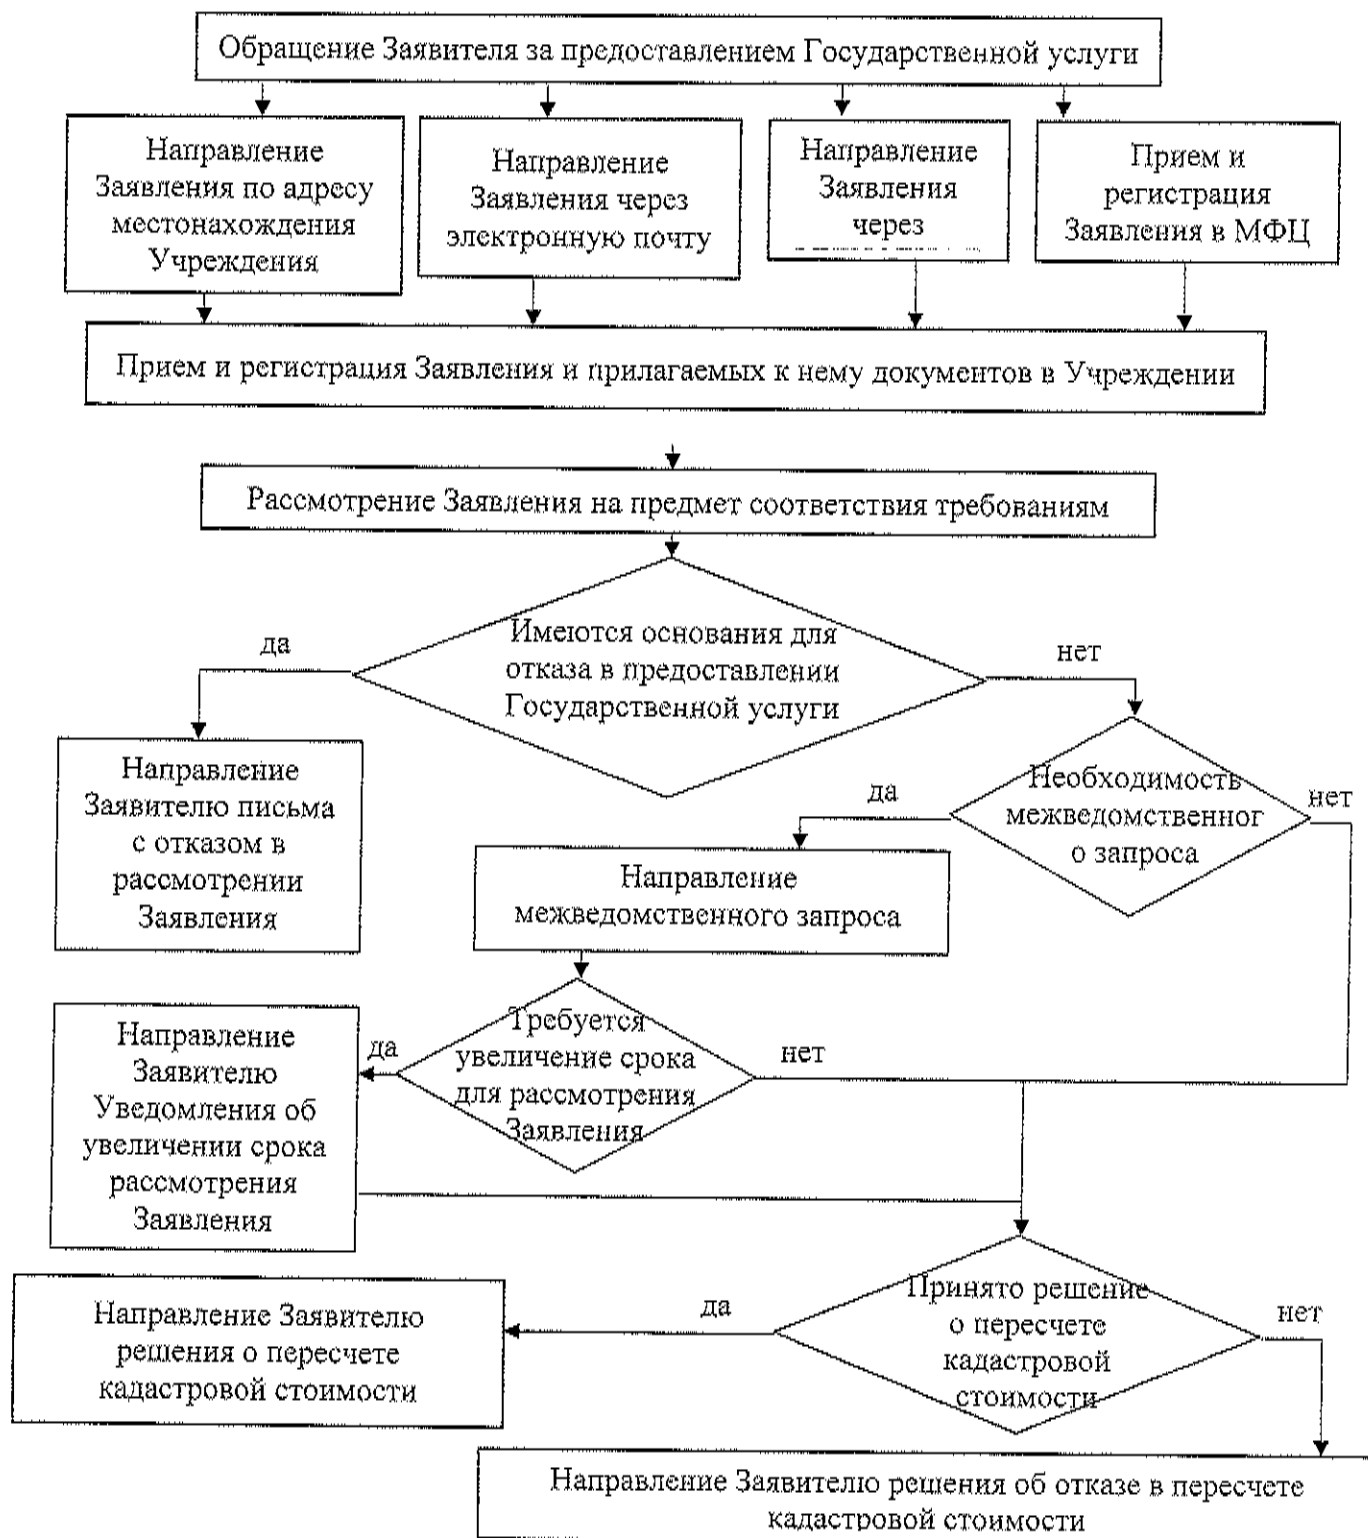 Обращение Заявителя за предоставлением Государственной услуги
Направление
Заявления по адресу
местонахождения
Учреждения
Направление
Заявления через
электронную почту
Направление
Заявления
через
Прием и
регистрация
Заявления в МФЦ
Прием и регистрация Заявления и прилагаемых к нему документов в Учреждении
Рассмотрение Заявления на предмет соответствия требованиям
Имеются основания для
отказа в предоставлении
Государственной услуги
да
нет
Направление
Заявителю письма
с отказом в
рассмотрении
Заявления
Необходимость
межведомственног
о запроса
да
нет
Направление
межведомственного запроса
Требуется
увеличение срока
для рассмотрения
Заявления
да
нет
Направление
Заявителю
Уведомления об
увеличении срока
рассмотрения
Заявления
Принято решение
о пересчете
кадастровой
стоимости
да
нет
Направление Заявителю
решения о пересчете
кадастровой стоимости
Направление Заявителю решения об отказе в пересчете
кадастровой стоимости